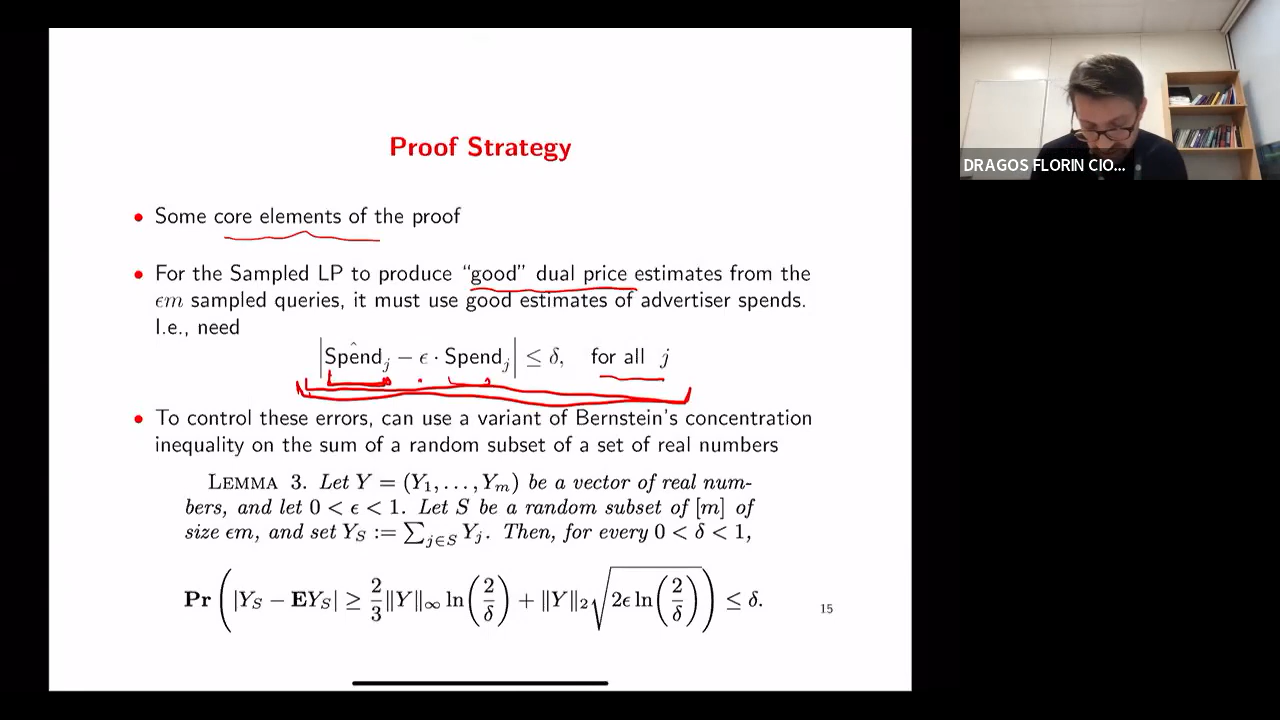 Proof Strategy
• Some core elements of the proof
• For the Sampled LP to produce “good” dual price estimates from the
ϵm sampled queries, it must use good estimates of advertiser spends.
I.e., need
|Spend̂_j − ϵ · Spend_j| ≤ δ, for all j
• To control these errors, can use a variant of Bernstein's concentration
inequality on the sum of a random subset of a set of real numbers
LEMMA 3. Let Y = (Y_1, . . . , Y_m) be a vector of real num-
bers, and let 0 < ϵ < 1. Let S be a random subset of [m] of
size ϵm, and set Y_S := ∑_{j∈S} Y_j. Then, for every 0 < δ < 1,
Pr( |Y_S − EY_S| ≥ 2/3 ‖Y‖_∞ ln(2/δ) + ‖Y‖_2 √(2ϵ ln(2/δ)) ) ≤ δ.
15
DRAGOS FLORIN CIO...